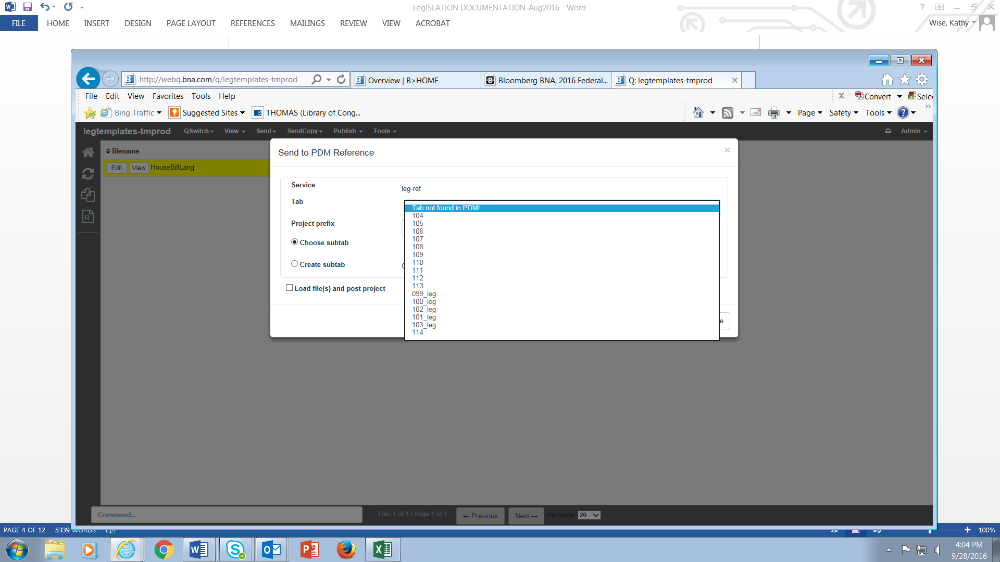 LegISLATION DOCUMENTATION-Aug2016 - Word
FILE HOME INSERT DESIGN PAGE LAYOUT REFERENCES MAILINGS REVIEW VIEW ACROBAT
Wise, Kathy
http://webq.bna.com/q/legtemplates-tmprod
Overview | B>HOME
Bloomberg BNA, 2016 Federal...
Q: legtemplates-tmprod
File Edit View Favorites Tools Help
Convert
Selec
Bing Traffic
Suggested Sites
THOMAS (Library of Cong...
Page Safety Tools
legtemplates-tmprod QSwitch View Send SendCopy Publish Tools
Admin
filename
Edit View HouseBillLang
Send to PDM Reference
Service
leg-ref
Tab
Tab not found in PDM!
104
105
106
107
108
109
110
111
112
113
099_leg
100_leg
102_leg
101_leg
103_leg
114
Project prefix
Choose subtab
Create subtab
Load file(s) and post project
e
Command...
File: 1 of 1 | Page 1 of 1
← Previous
Next →
Per page: 20
PAGE 4 OF 12 5339 WORDS
100%
4:04 PM
9/28/2016